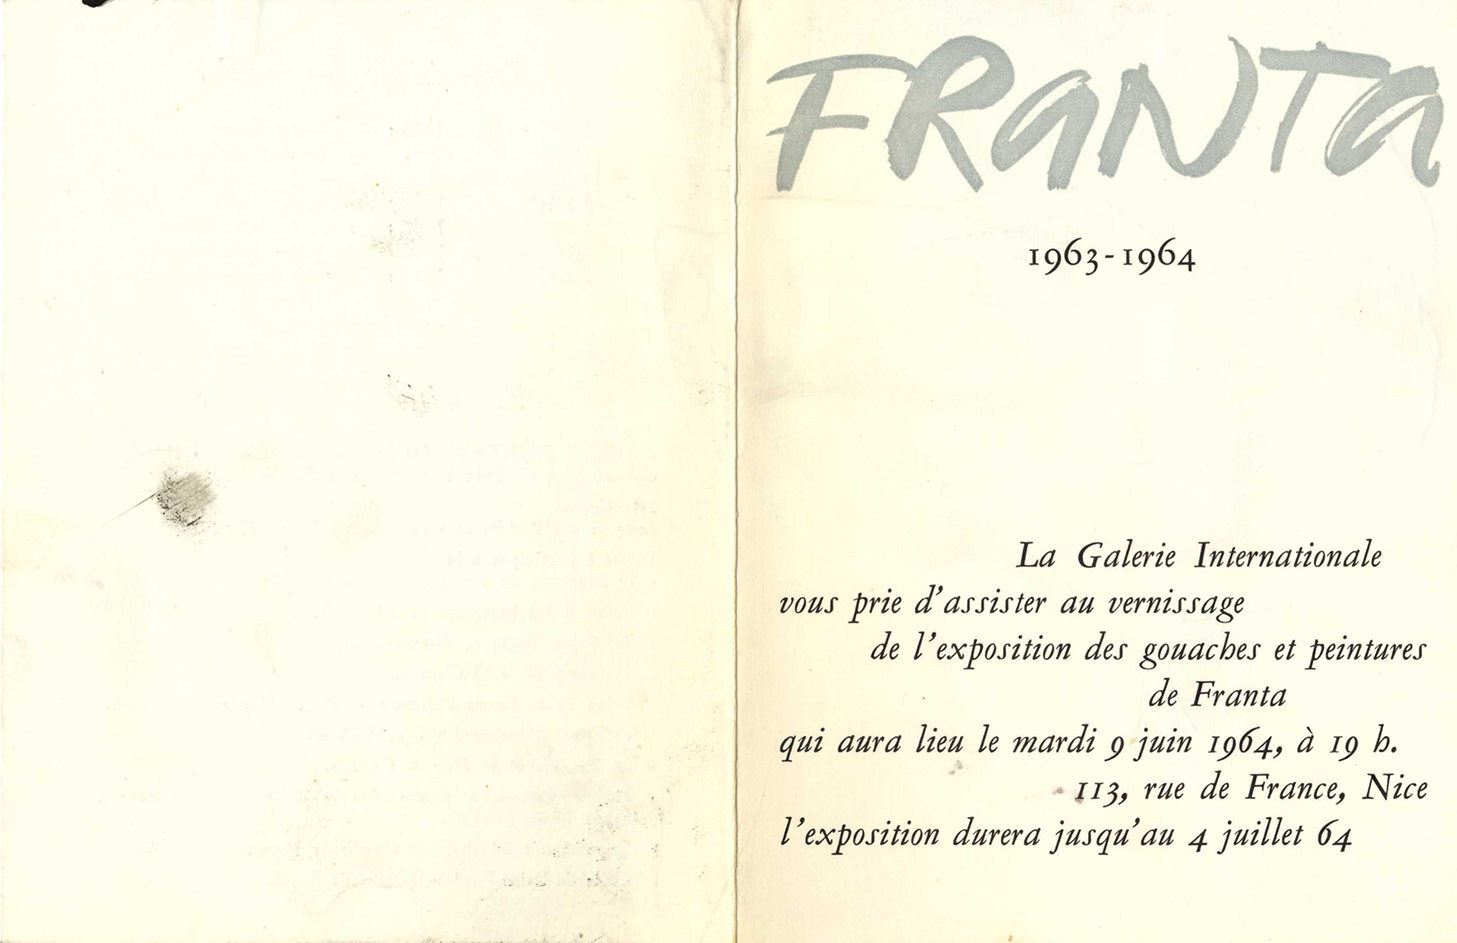 FRANTA
1963-1964
La Galerie Internationale
vous prie d'assister au vernissage
de l'exposition des gouaches et peintures
de Franta
qui aura lieu le mardi 9 juin 1964, à 19 h.
113, rue de France, Nice
l'exposition durera jusqu'au 4 juillet 64